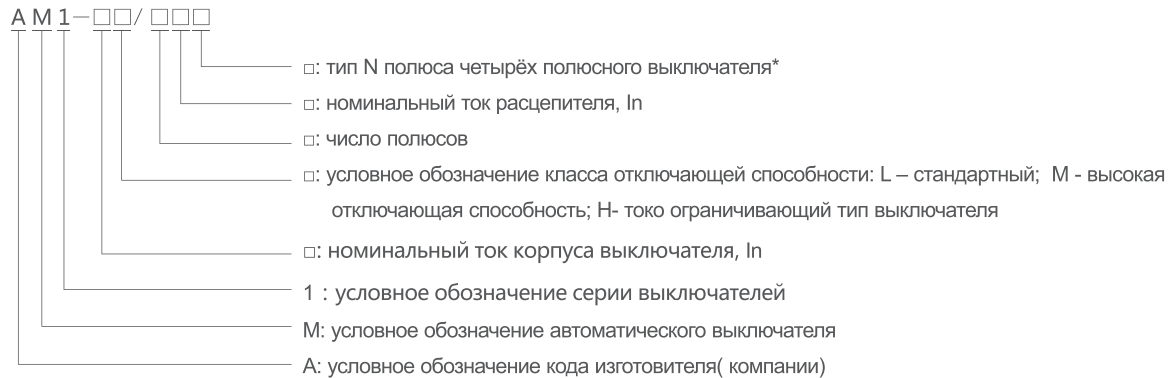 A M 1 — □ □ / □ □ □
□: тип N полюса четырёх полюсного выключателя*
□: номинальный ток расцепителя, In
□: число полюсов
□: условное обозначение класса отключающей способности: L – стандартный; M - высокая
отключающая способность; H- токо ограничивающий тип выключателя
□: номинальный ток корпуса выключателя, In
1 : условное обозначение серии выключателей
M: условное обозначение автоматического выключателя
A: условное обозначение кода изготовителя( компании)